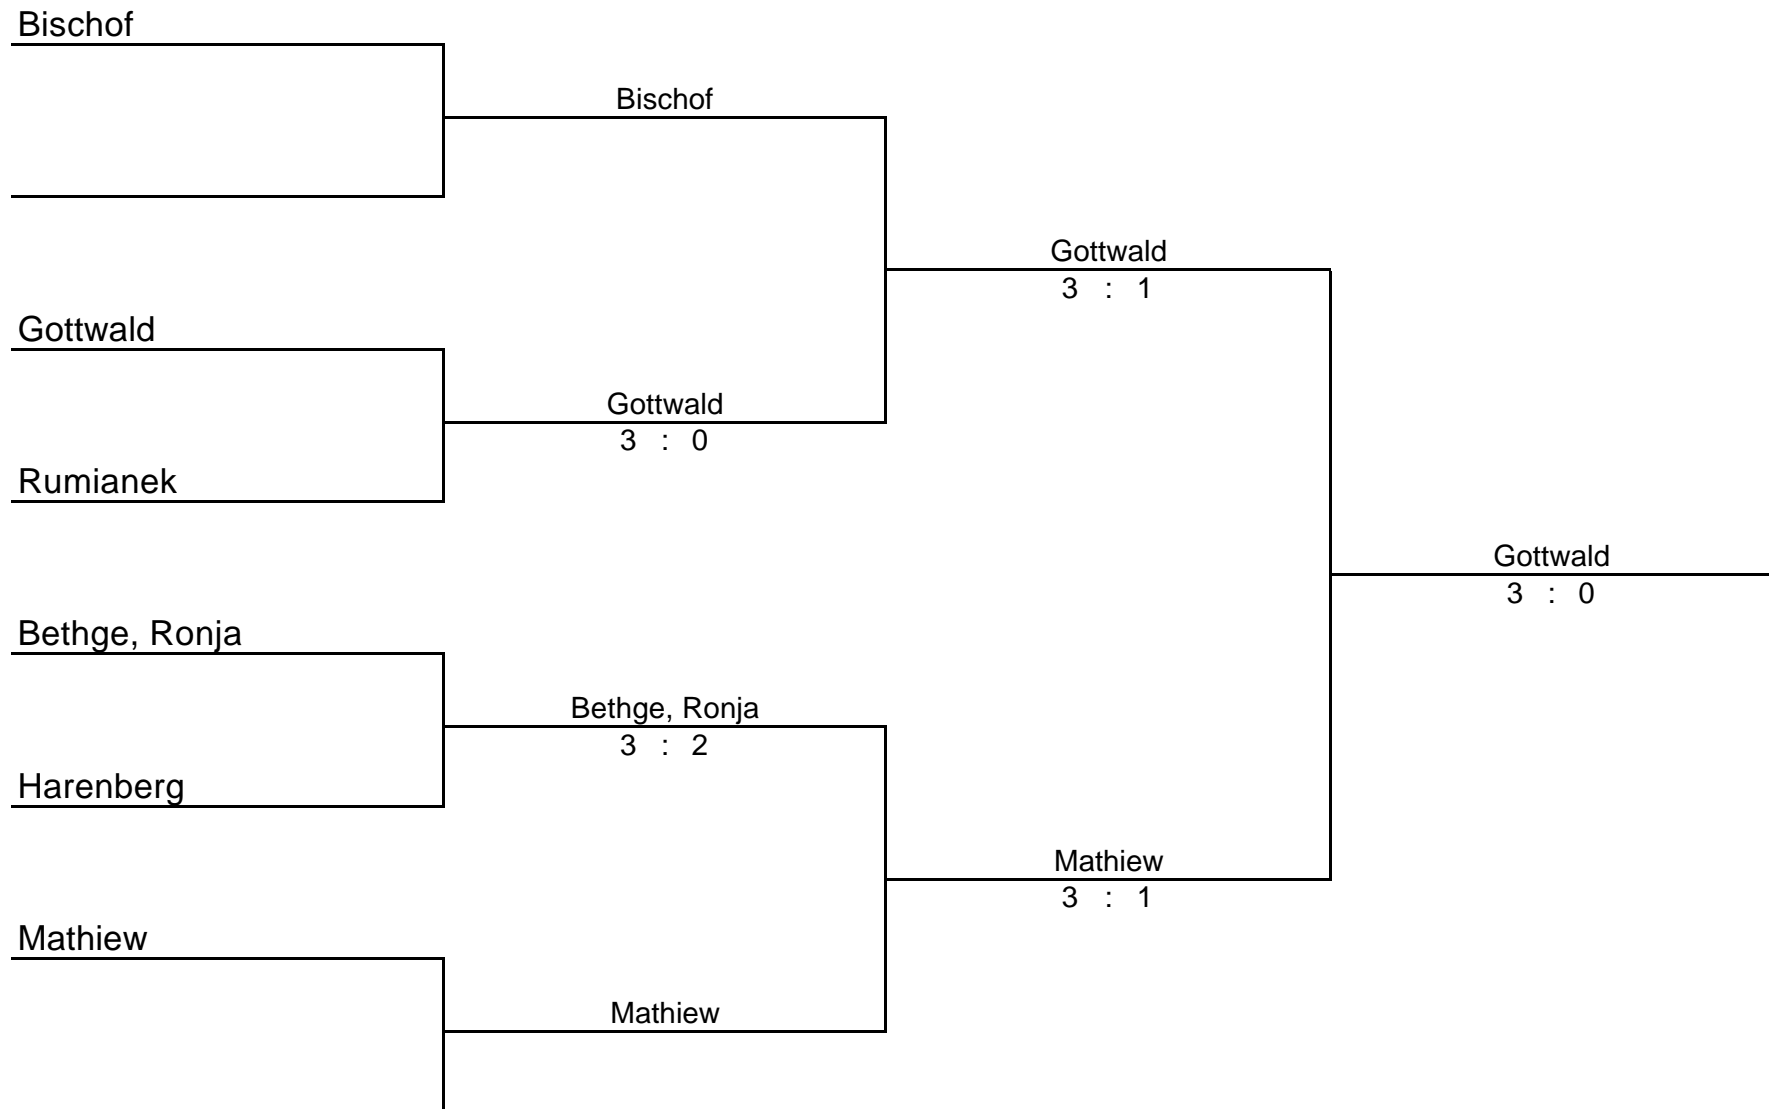 Bischof
Bischof
Gottwald
3 : 1
Gottwald
Gottwald
3 : 0
Rumianek
Gottwald
3 : 0
Bethge, Ronja
Bethge, Ronja
3 : 2
Harenberg
Mathiew
3 : 1
Mathiew
Mathiew